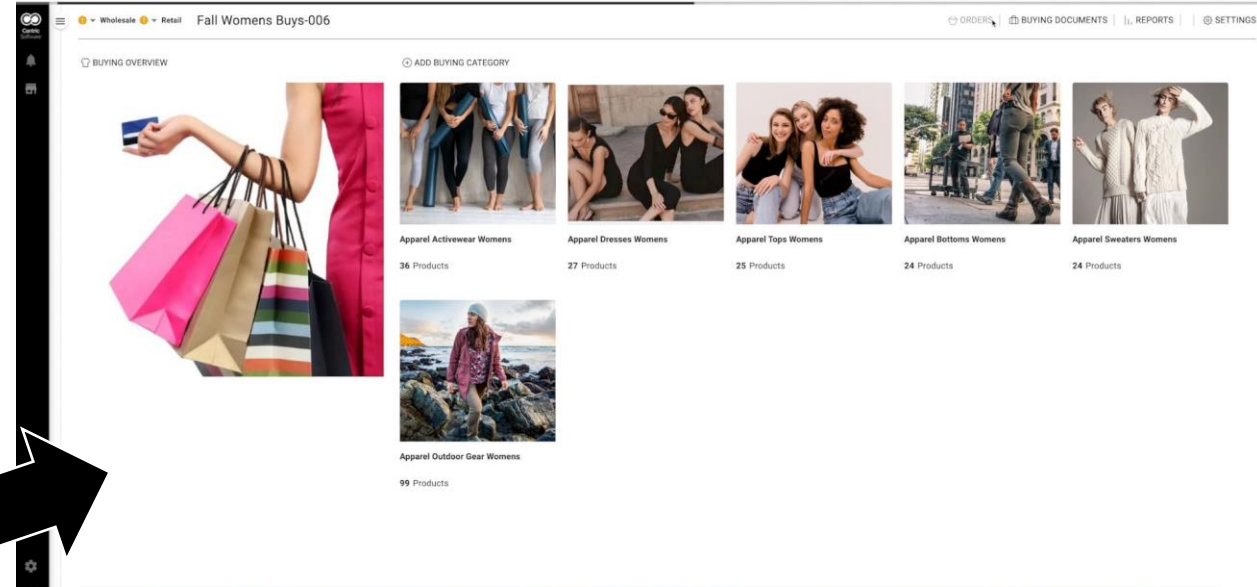 Centric
Software
Wholesale Retail Fall Womens Buys-006
ORDERS BUYING DOCUMENTS REPORTS SETTINGS
BUYING OVERVIEW
ADD BUYING CATEGORY
Apparel Activewear Womens
36 Products
Apparel Dresses Womens
27 Products
Apparel Tops Womens
25 Products
Apparel Bottoms Womens
24 Products
Apparel Sweaters Womens
24 Products
Apparel Outdoor Gear Womens
99 Products